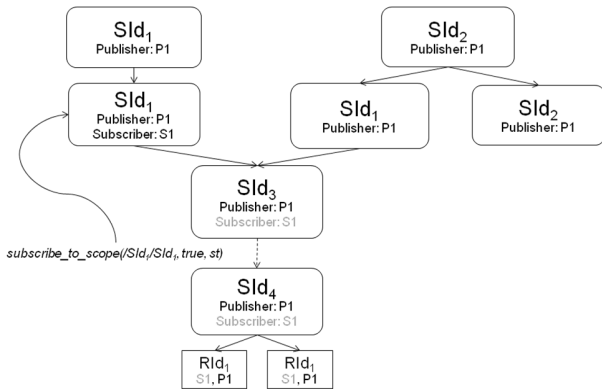 SId₁
Publisher: P1
SId₂
Publisher: P1
SId₁
Publisher: P1
Subscriber: S1
SId₁
Publisher: P1
SId₂
Publisher: P1
SId₃
Publisher: P1
Subscriber: S1
subscribe_to_scope(/SId₁/SId₁, true, st)
SId₄
Publisher: P1
Subscriber: S1
RId₁
S1, P1
RId₁
S1, P1